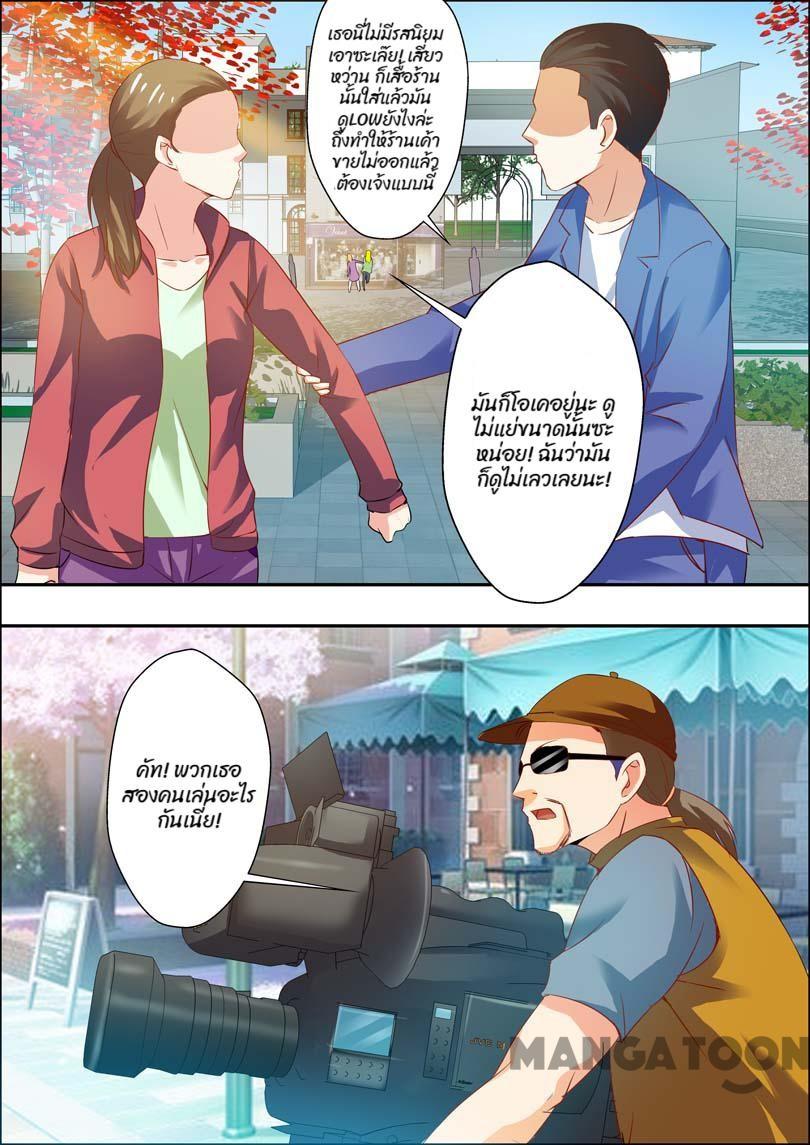 เธอนี่ไม่มีรสนิยม
เอาซะเลย! เสี่ยว
หว่าน ก็เสื้อร้าน
นั้นใส่แล้วมัน
ดูLOWยังไงล่ะ
ถึงทำให้ร้านเค้า
ขายไม่ออกแล้ว
ต้องเจ๊งแบบนี้
มันก็โอเคอยู่นะ ดู
ไม่แย่ขนาดนั้นซะ
หน่อย! ฉันว่ามัน
ก็ดูไม่เลวเลยนะ!
คัท! พวกเธอ
สองคนเล่นอะไร
กันเนี่ย!
MANGATOON